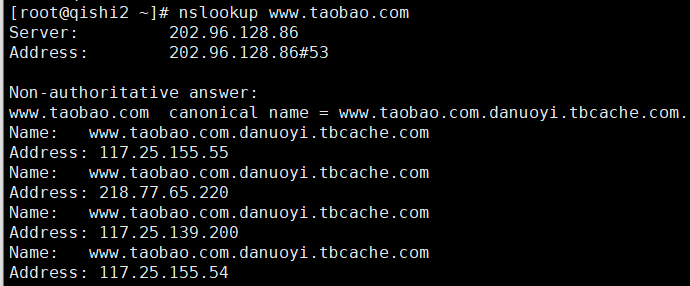 [root@qishi2 ~]# nslookup www.taobao.com
Server:         202.96.128.86
Address:        202.96.128.86#53

Non-authoritative answer:
www.taobao.com  canonical name = www.taobao.com.danuoyi.tbcache.com.
Name:   www.taobao.com.danuoyi.tbcache.com
Address: 117.25.155.55
Name:   www.taobao.com.danuoyi.tbcache.com
Address: 218.77.65.220
Name:   www.taobao.com.danuoyi.tbcache.com
Address: 117.25.139.200
Name:   www.taobao.com.danuoyi.tbcache.com
Address: 117.25.155.54